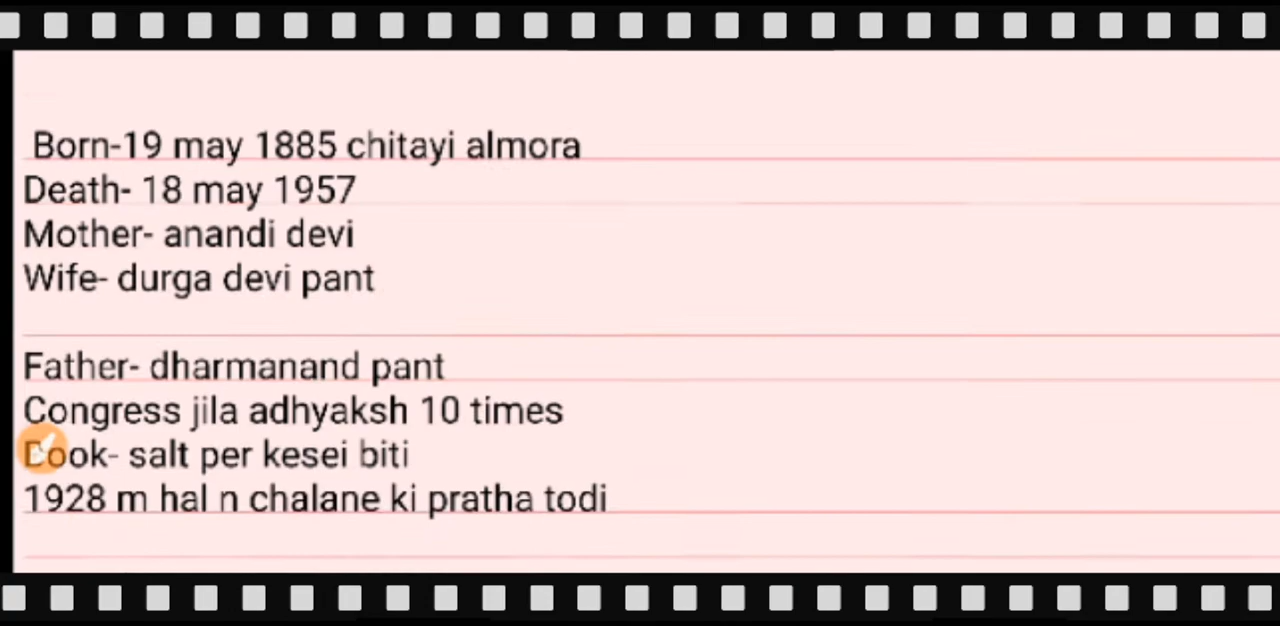 Born-19 may 1885 chitayi almora
Death- 18 may 1957
Mother- anandi devi
Wife- durga devi pant
Father- dharmanand pant
Congress jila adhyaksh 10 times
Book- salt per kesei biti
1928 m hal n chalane ki pratha todi